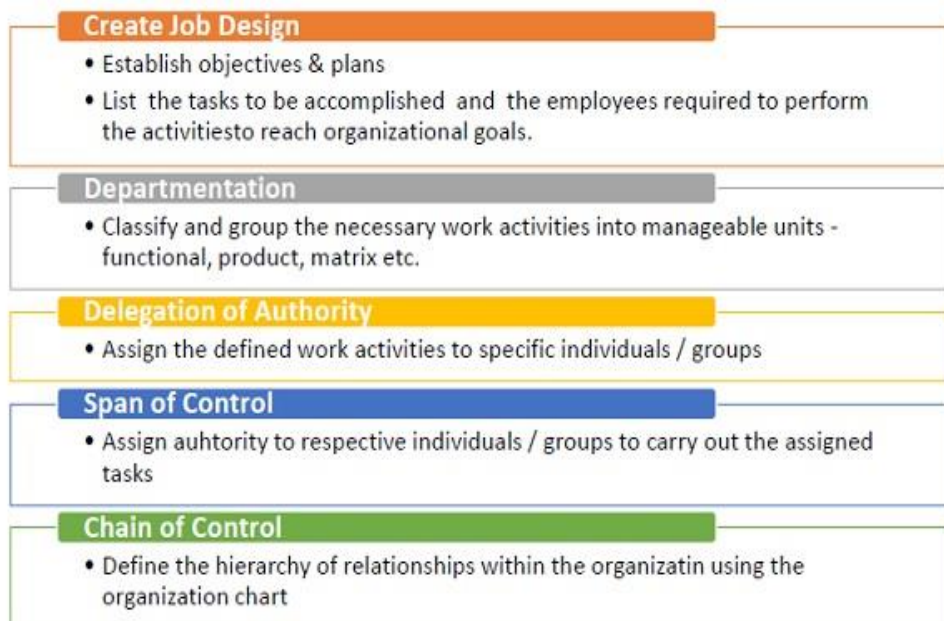 Create Job Design
• Establish objectives & plans
• List the tasks to be accomplished and the employees required to perform
the activitiesto reach organizational goals.
Departmentation
• Classify and group the necessary work activities into manageable units -
functional, product, matrix etc.
Delegation of Authority
• Assign the defined work activities to specific individuals / groups
Span of Control
• Assign auhtority to respective individuals / groups to carry out the assigned
tasks
Chain of Control
• Define the hierarchy of relationships within the organizatin using the
organization chart